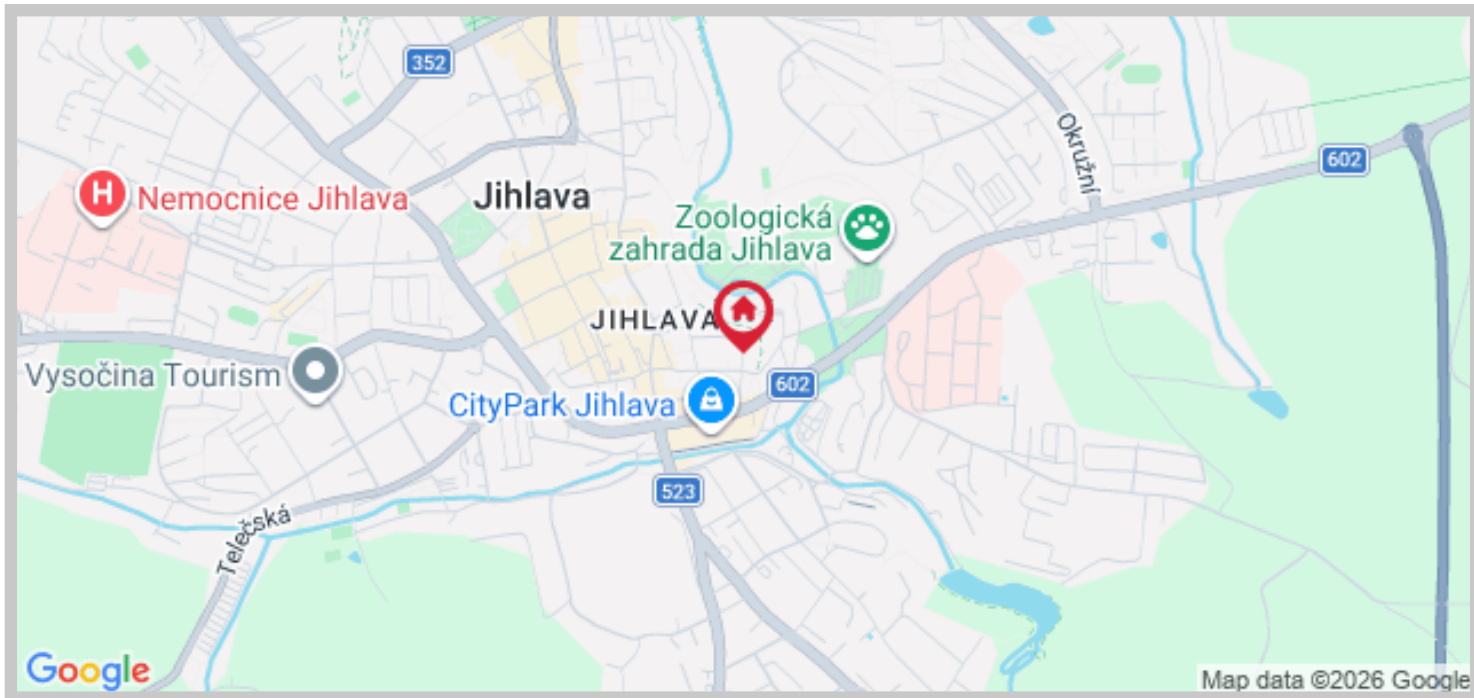 352
Okružní
602
H
Nemocnice Jihlava
Jihlava
Zoologická
zahrada Jihlava
JIHLAVA
Vysočina Tourism
602
CityPark Jihlava
523
Telečská
Google
Map data ©2026 Google